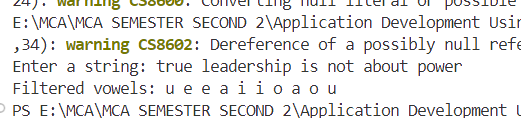 24): warning CS8600: Converting null literal or possible
E:\MCA\MCA SEMESTER SECOND 2\Application Development Usin
,34): warning CS8602: Dereference of a possibly null refe
Enter a string: true leadership is not about power
Filtered vowels: u e e a i i o a o u
PS E:\MCA\MCA SEMESTER SECOND 2\Application Development U